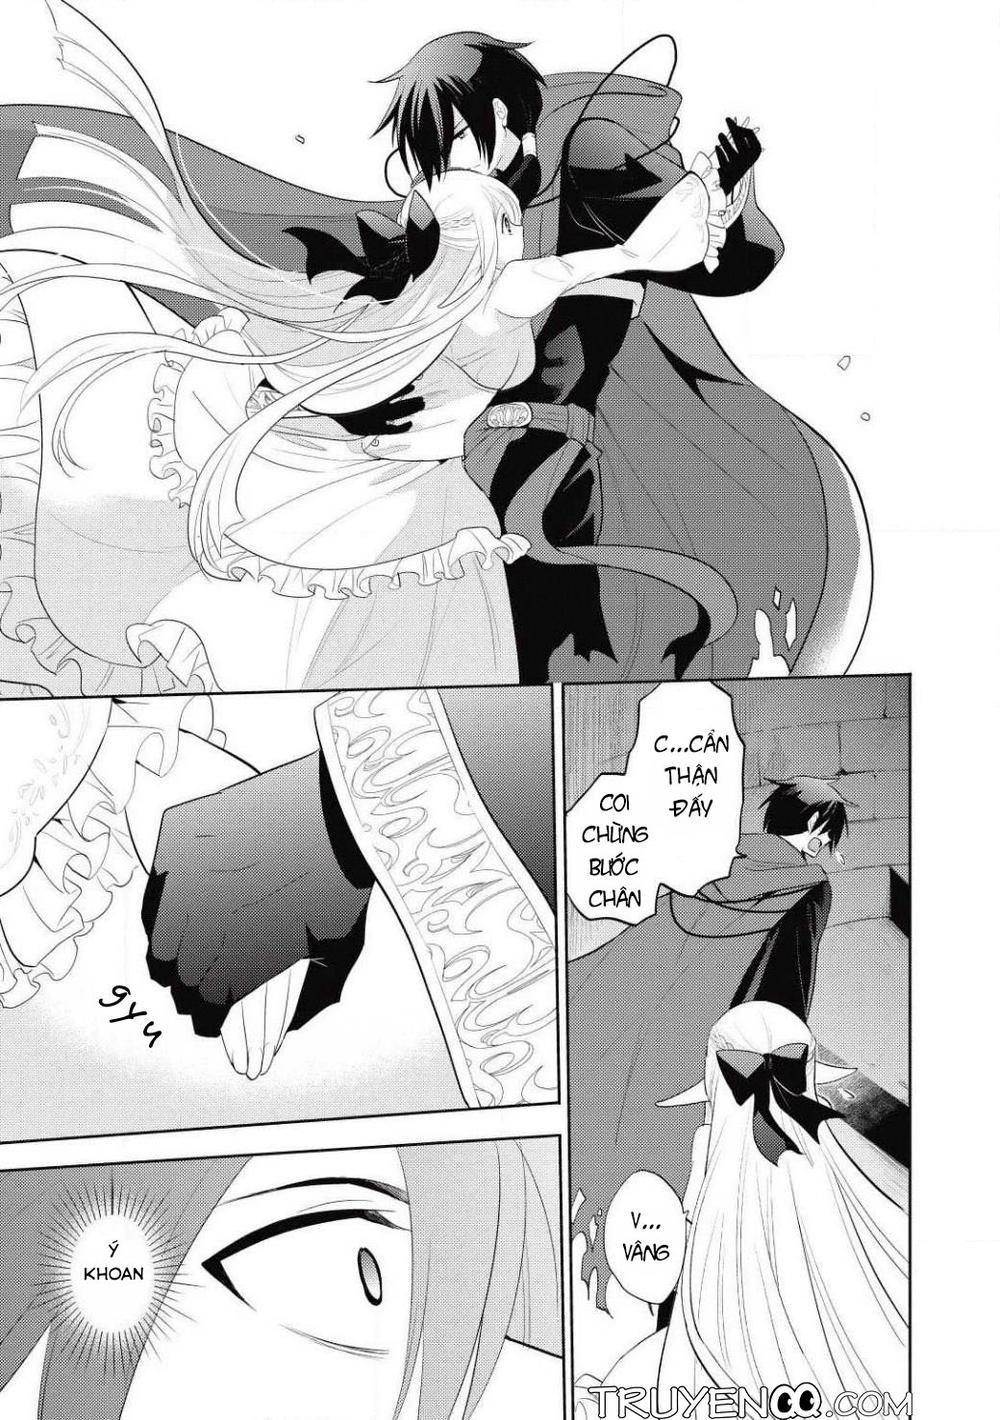 C...CẨN
THẬN
ĐẤY
COI
CHỪNG
BƯỚC
CHÂN
V...
VÂNG
gyu
Ý
KHOAN
TRUYENQQ.COM